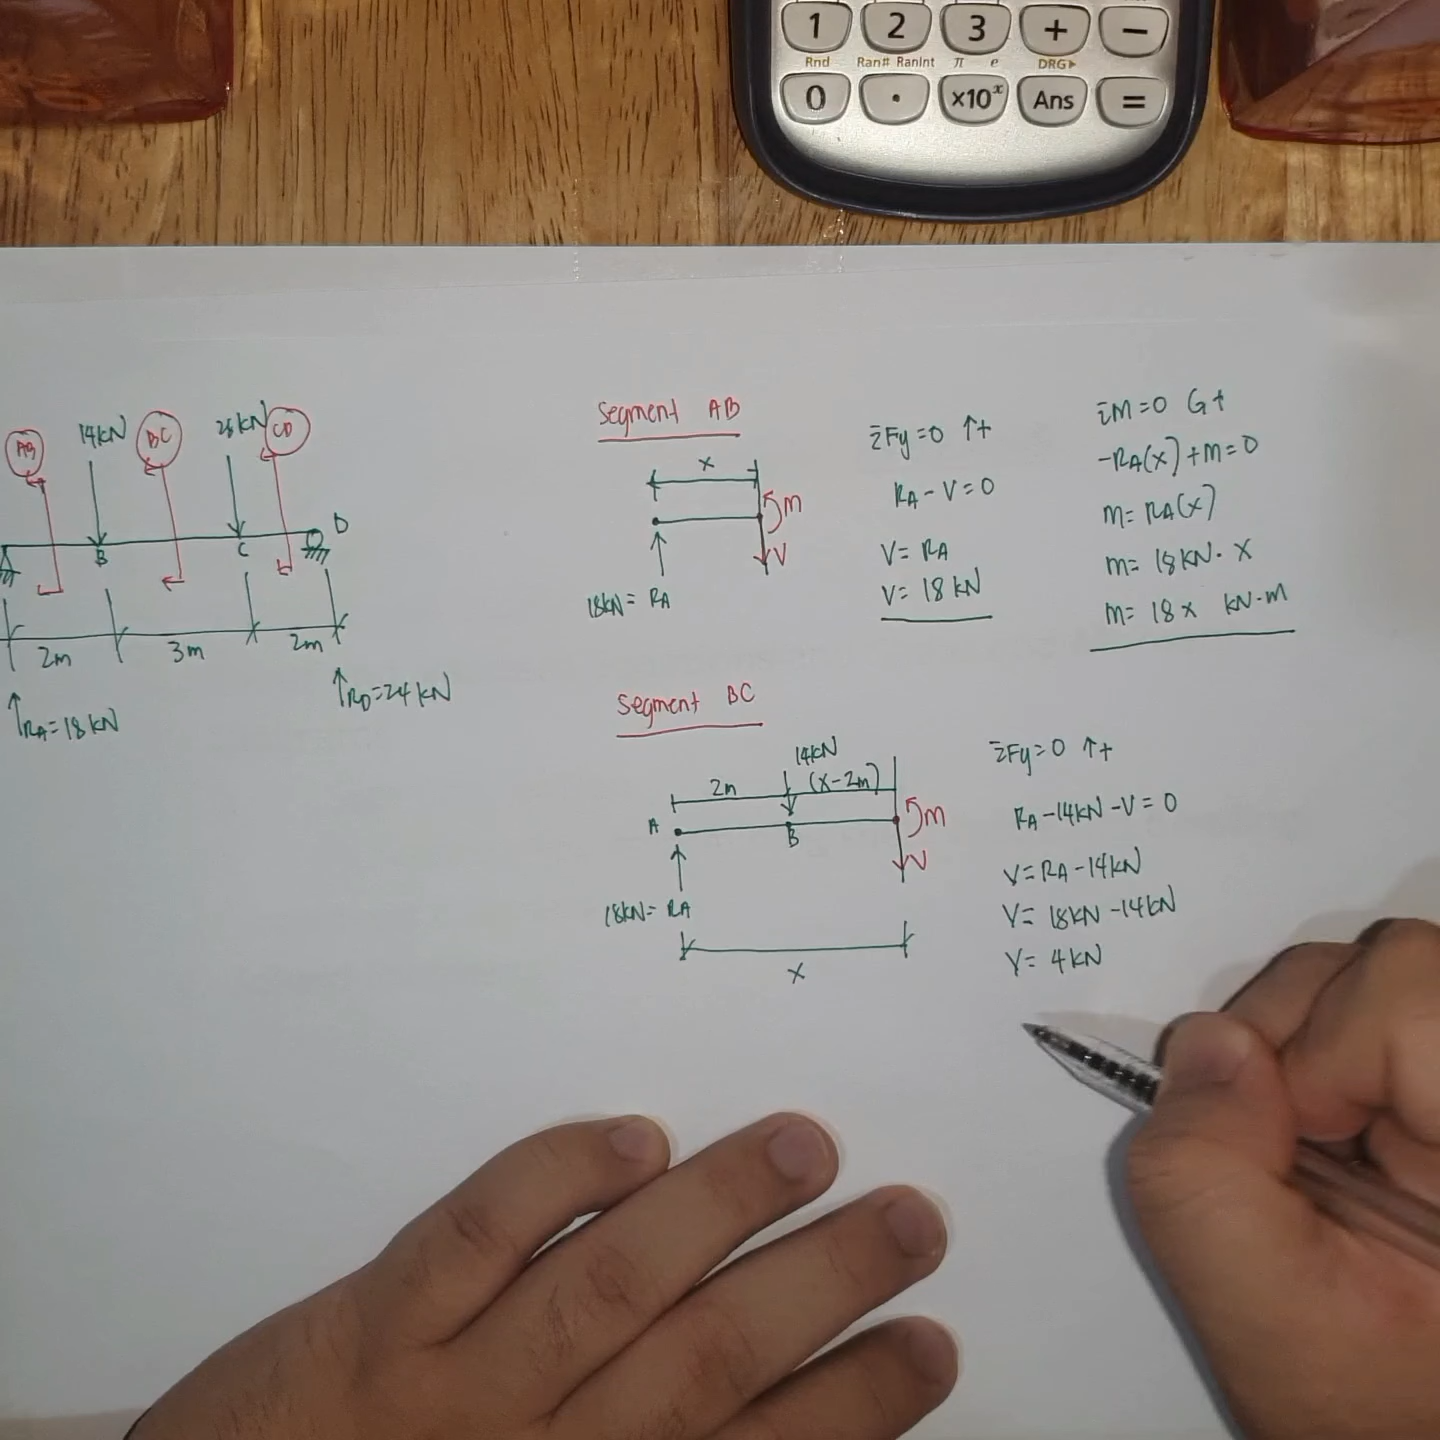 1 2 3 + −
Rnd Ran# RanInt π e DRG▸
0 . ×10ˣ Ans =
AB 14kN BC 28kN CD
B C D
2m 3m 2m
RA=18kN
RD=24kN
Segment AB
x
M
V
18kN= RA
ΣFy=0 ↑+
RA-V=0
V= RA
V= 18kN
ΣM=0 G+
-RA(x)+M=0
M= RA(x)
M= 18kN· x
M= 18x kN·m
Segment BC
14kN
2m (x-2m)
A B M
V
18kN= RA
x
ΣFy=0 ↑+
RA-14kN-V=0
V=RA-14kN
V= 18kN-14kN
V= 4kN